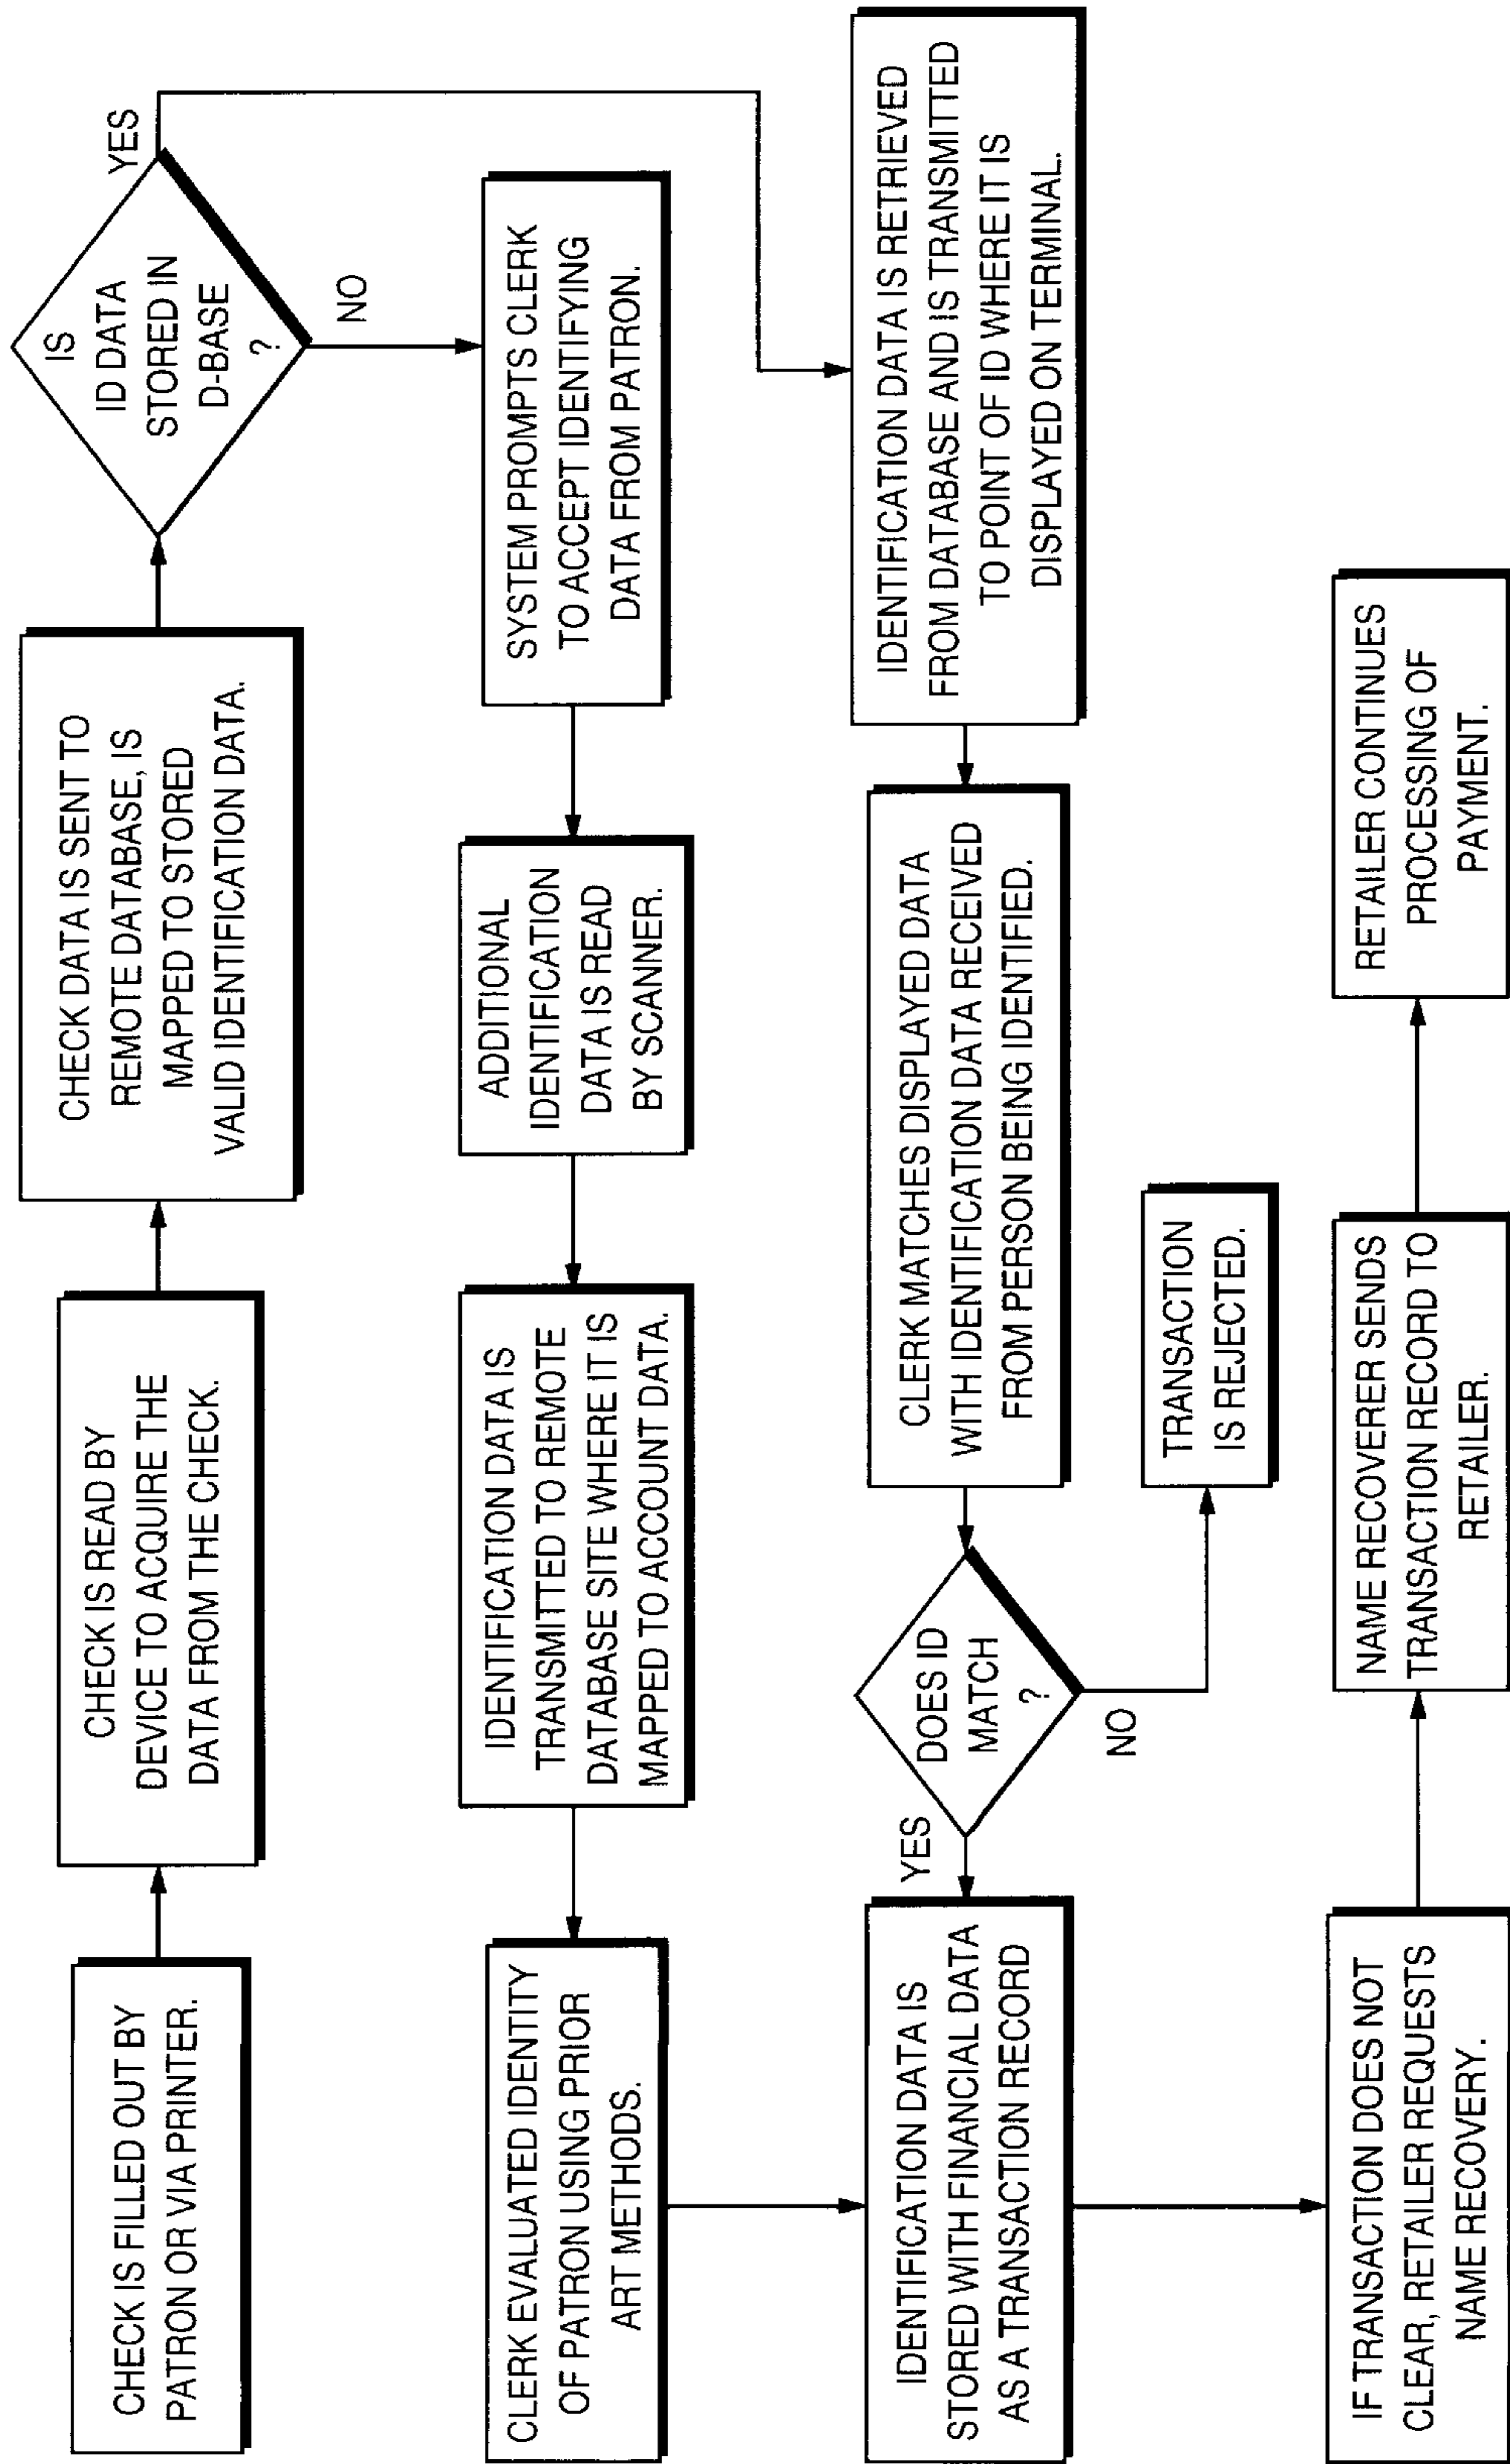 CHECK IS FILLED OUT BY
PATRON OR VIA PRINTER.
CHECK IS READ BY
DEVICE TO ACQUIRE THE
DATA FROM THE CHECK.
CHECK DATA IS SENT TO
REMOTE DATABASE, IS
MAPPED TO STORED
VALID IDENTIFICATION DATA.
IS
ID DATA
STORED IN
D-BASE
?
YES
NO
SYSTEM PROMPTS CLERK
TO ACCEPT IDENTIFYING
DATA FROM PATRON.
ADDITIONAL
IDENTIFICATION
DATA IS READ
BY SCANNER.
IDENTIFICATION DATA IS
TRANSMITTED TO REMOTE
DATABASE SITE WHERE IT IS
MAPPED TO ACCOUNT DATA.
CLERK EVALUATED IDENTITY
OF PATRON USING PRIOR
ART METHODS.
IDENTIFICATION DATA IS RETRIEVED
FROM DATABASE AND IS TRANSMITTED
TO POINT OF ID WHERE IT IS
DISPLAYED ON TERMINAL.
CLERK MATCHES DISPLAYED DATA
WITH IDENTIFICATION DATA RECEIVED
FROM PERSON BEING IDENTIFIED.
DOES ID
MATCH
?
YES
NO
TRANSACTION
IS REJECTED.
IDENTIFICATION DATA IS
STORED WITH FINANCIAL DATA
AS A TRANSACTION RECORD
IF TRANSACTION DOES NOT
CLEAR, RETAILER REQUESTS
NAME RECOVERY.
NAME RECOVERER SENDS
TRANSACTION RECORD TO
RETAILER.
RETAILER CONTINUES
PROCESSING OF
PAYMENT.